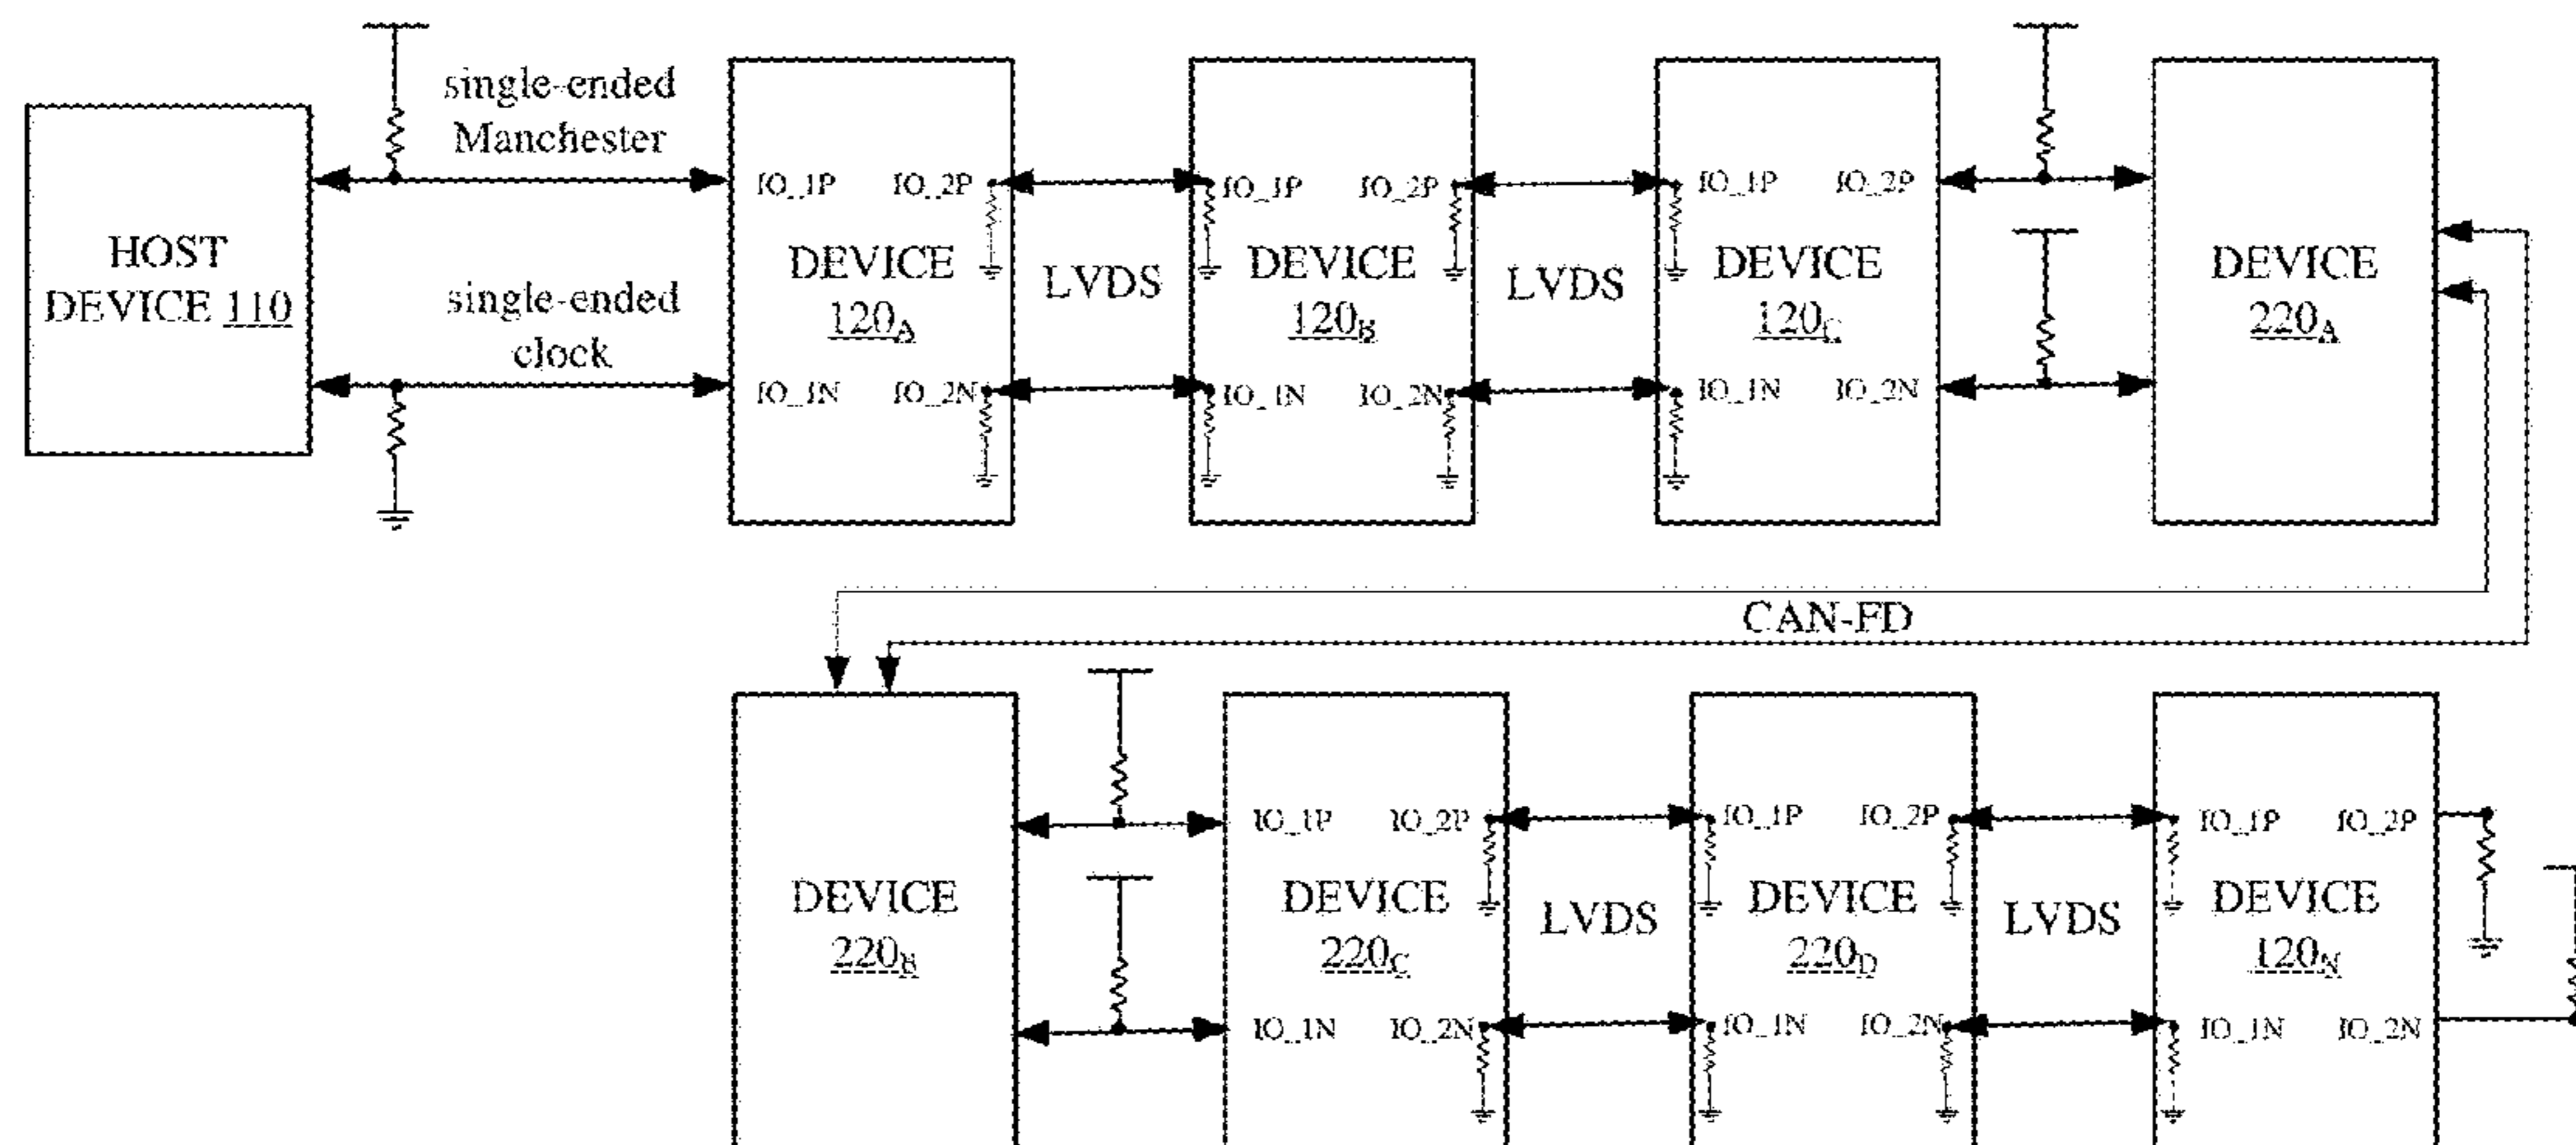 single-ended
Manchester
HOST
DEVICE 110
single-ended
clock
IO_1P IO_2P
DEVICE
120A
IO_1N IO_2N
LVDS
IO_1P IO_2P
DEVICE
120B
IO_1N IO_2N
LVDS
IO_1P IO_2P
DEVICE
120C
IO_1N IO_2N
DEVICE
220A
CAN-FD
DEVICE
220B
IO_1P IO_2P
DEVICE
220C
IO_1N IO_2N
LVDS
IO_1P IO_2P
DEVICE
220D
IO_1N IO_2N
LVDS
IO_1P IO_2P
DEVICE
120N
IO_1N IO_2N